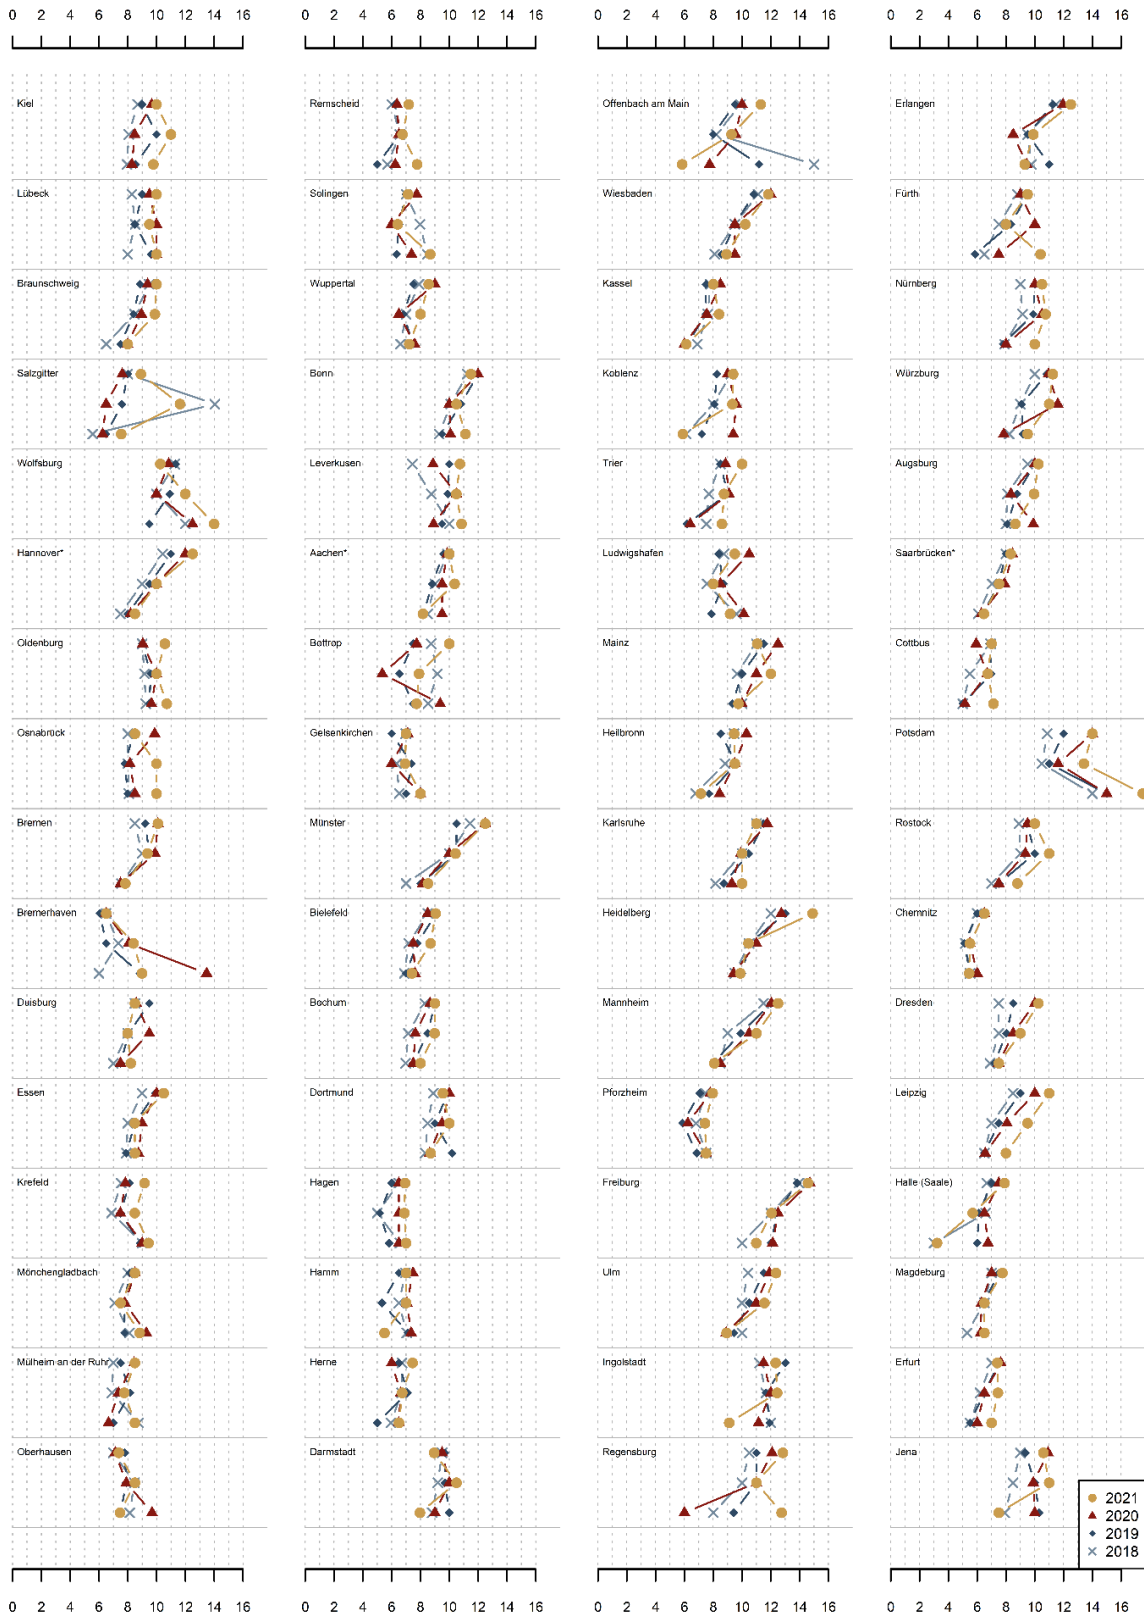 0 2 4 6 8 10 12 14 16 0 2 4 6 8 10 12 14 16 0 2 4 6 8 10 12 14 16 0 2 4 6 8 10 12 14 16
Kiel Remscheid Offenbach am Main Erlangen
Lübeck Solingen Wiesbaden Fürth
Braunschweig Wuppertal Kassel Nürnberg
Salzgitter Bonn Koblenz Würzburg
Wolfsburg Leverkusen Trier Augsburg
Hannover* Aachen* Ludwigshafen Saarbrücken*
Oldenburg Bottrop Mainz Cottbus
Osnabrück Gelsenkirchen Heilbronn Potsdam
Bremen Münster Karlsruhe Rostock
Bremerhaven Bielefeld Heidelberg Chemnitz
Duisburg Bochum Mannheim Dresden
Essen Dortmund Pforzheim Leipzig
Krefeld Hagen Freiburg Halle (Saale)
Mönchengladbach Hamm Ulm Magdeburg
Mülheim an der Ruhr Herne Ingolstadt Erfurt
Oberhausen Darmstadt Regensburg Jena
2021
2020
2019
2018
0 2 4 6 8 10 12 14 16 0 2 4 6 8 10 12 14 16 0 2 4 6 8 10 12 14 16 0 2 4 6 8 10 12 14 16